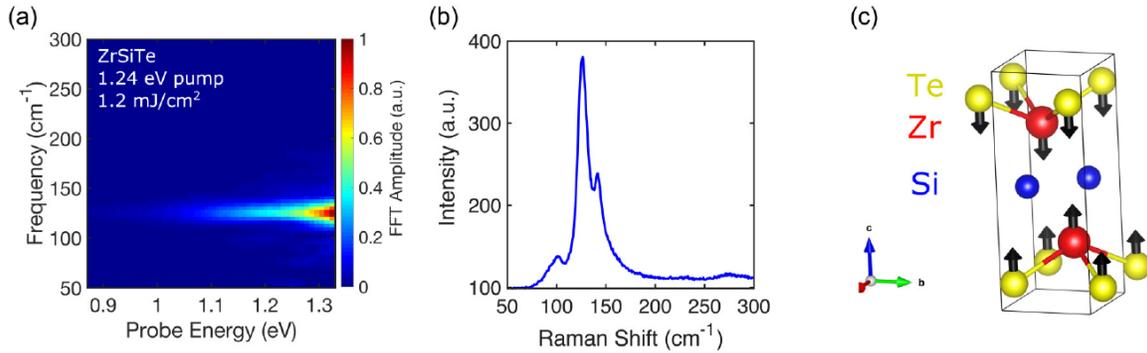 (a)
300
250
200
150
100
50
Frequency (cm⁻¹)
ZrSiTe
1.24 eV pump
1.2 mJ/cm²
1
0.8
0.6
0.4
0.2
0
FFT Amplitude (a.u.)
1
1.1
1.2
1.3
Probe Energy (eV)
(b)
400
300
200
100
Intensity (a.u.)
50
100
150
200
250
300
Raman Shift (cm⁻¹)
(c)
Te
Zr
Si
c
b